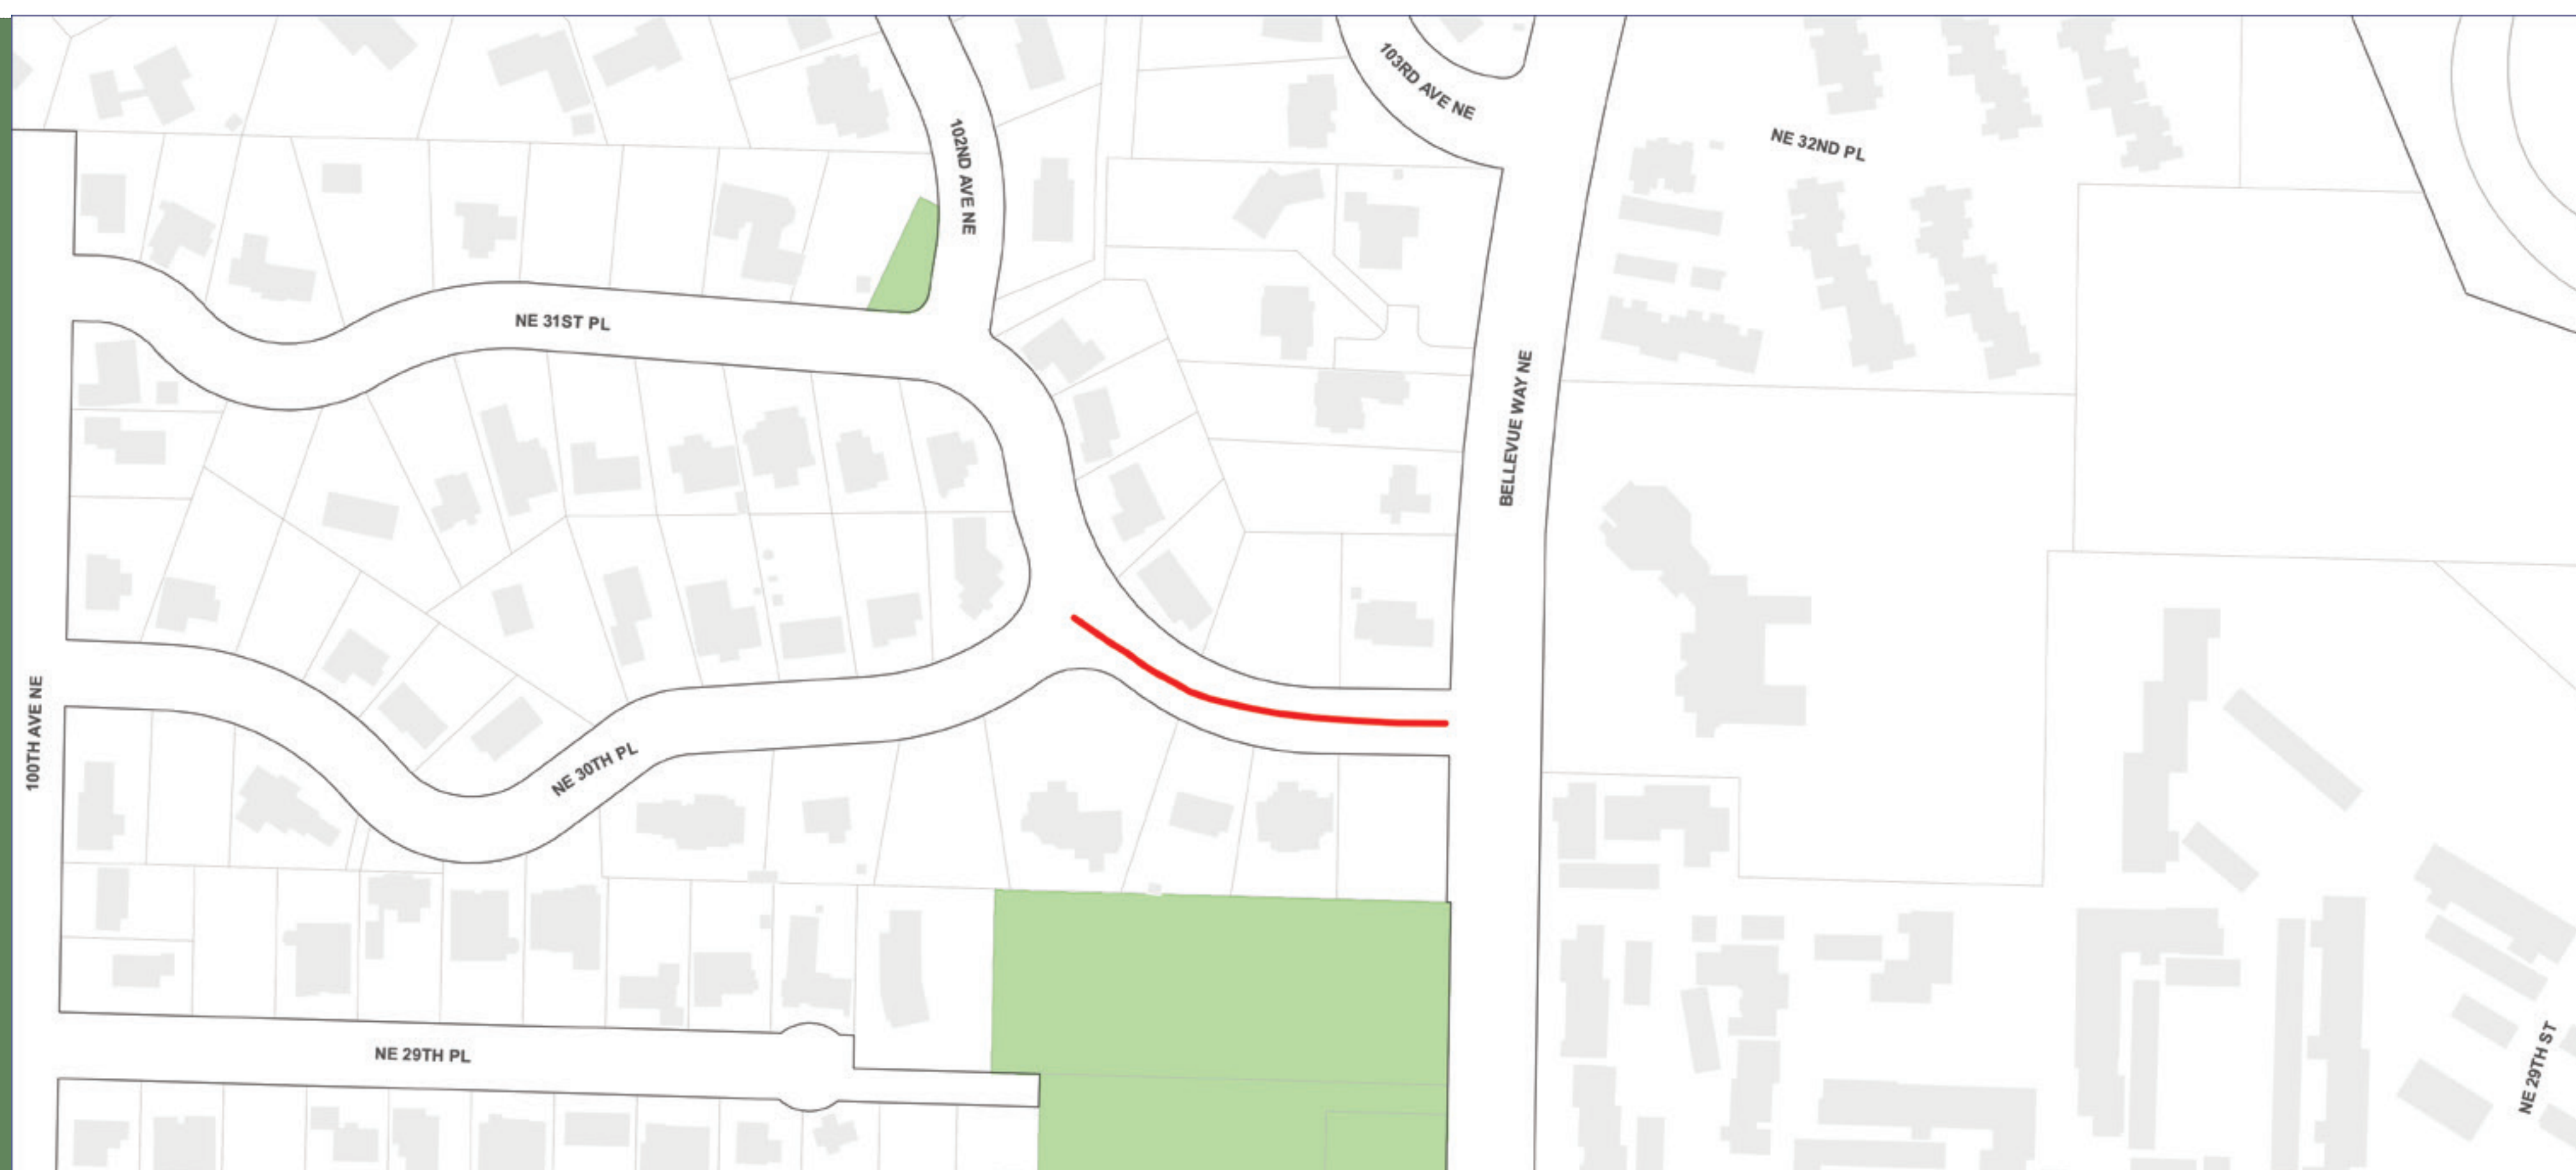 103RD AVE NE
102ND AVE NE
NE 32ND PL
NE 31ST PL
BELLEVUE WAY NE
100TH AVE NE
NE 30TH PL
NE 29TH PL
NE 29TH ST